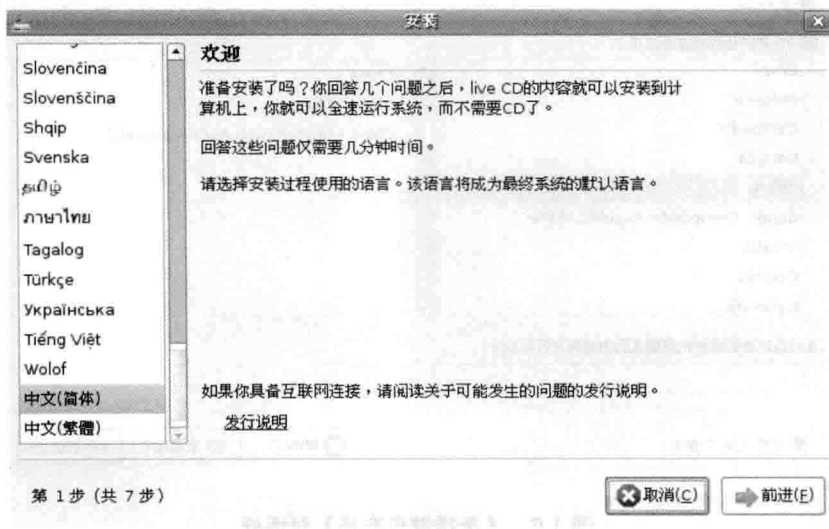 安装
Slovenčina
Slovenščina
Shqip
Svenska
தமிழ்
ภาษาไทย
Tagalog
Türkçe
Українська
Tiếng Việt
Wolof
中文(简体)
中文(繁體)
欢迎
准备安装了吗？你回答几个问题之后，live CD的内容就可以安装到计
算机上，你就可以全速运行系统，而不需要CD了。
回答这些问题仅需要几分钟时间。
请选择安装过程使用的语言。该语言将成为最终系统的默认语言。
如果你具备互联网连接，请阅读关于可能发生的问题的发行说明。
发行说明
第 1步 (共 7步)
取消(C)
前进(F)